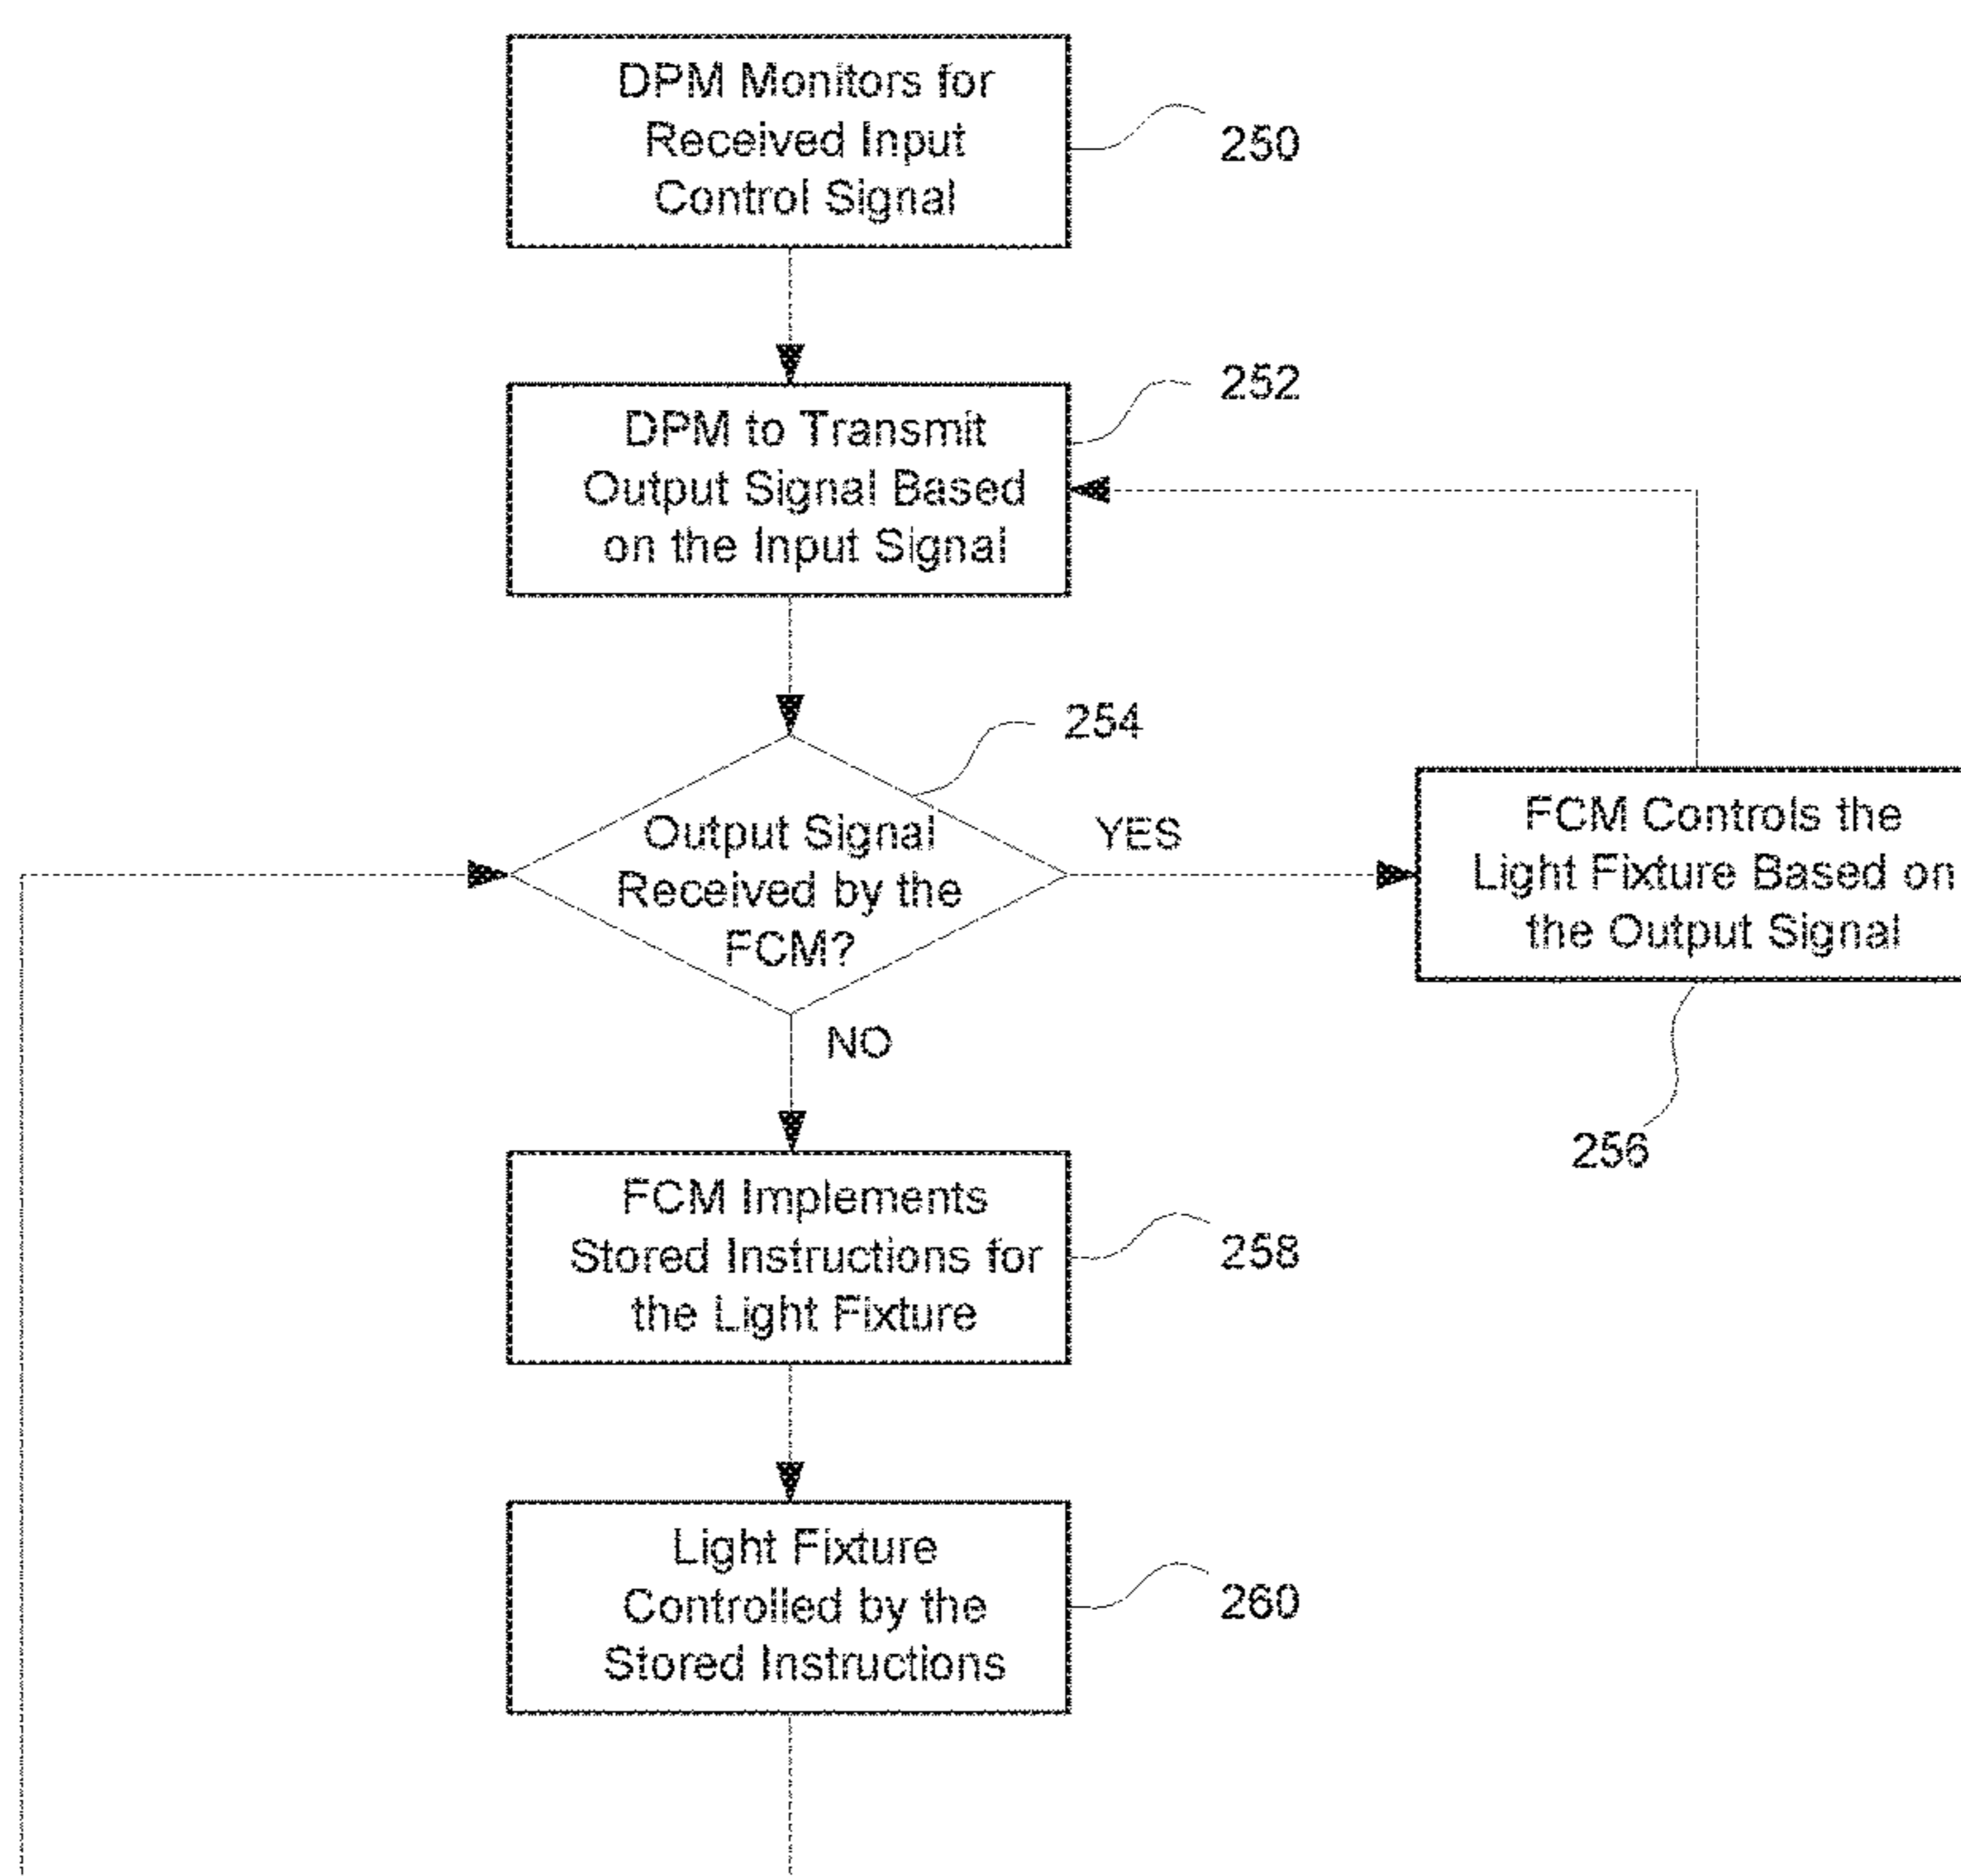 DPM Monitors for
Received Input
Control Signal
250
DPM to Transmit
Output Signal Based
on the Input Signal
252
254
Output Signal
Received by the
FCM?
YES
FCM Controls the
Light Fixture Based on
the Output Signal
256
NO
FCM Implements
Stored Instructions for
the Light Fixture
258
Light Fixture
Controlled by the
Stored Instructions
260